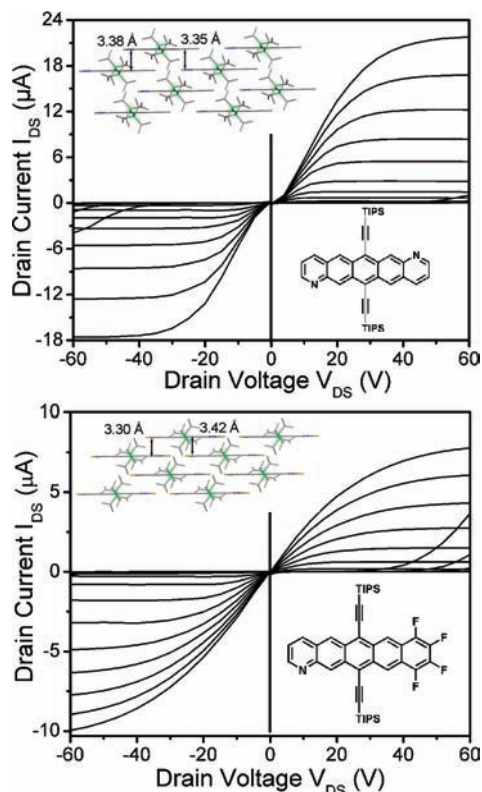 24
18
12
6
0
-6
-12
-18
Drain Current I_DS (µA)
3.38 Å
3.35 Å
TIPS
N
N
TIPS
-60 -40 -20 0 20 40 60
Drain Voltage V_DS (V)
10
5
0
-5
-10
Drain Current I_DS (µA)
3.30 Å
3.42 Å
TIPS
F
F
F
F
N
TIPS
-60 -40 -20 0 20 40 60
Drain Voltage V_DS (V)